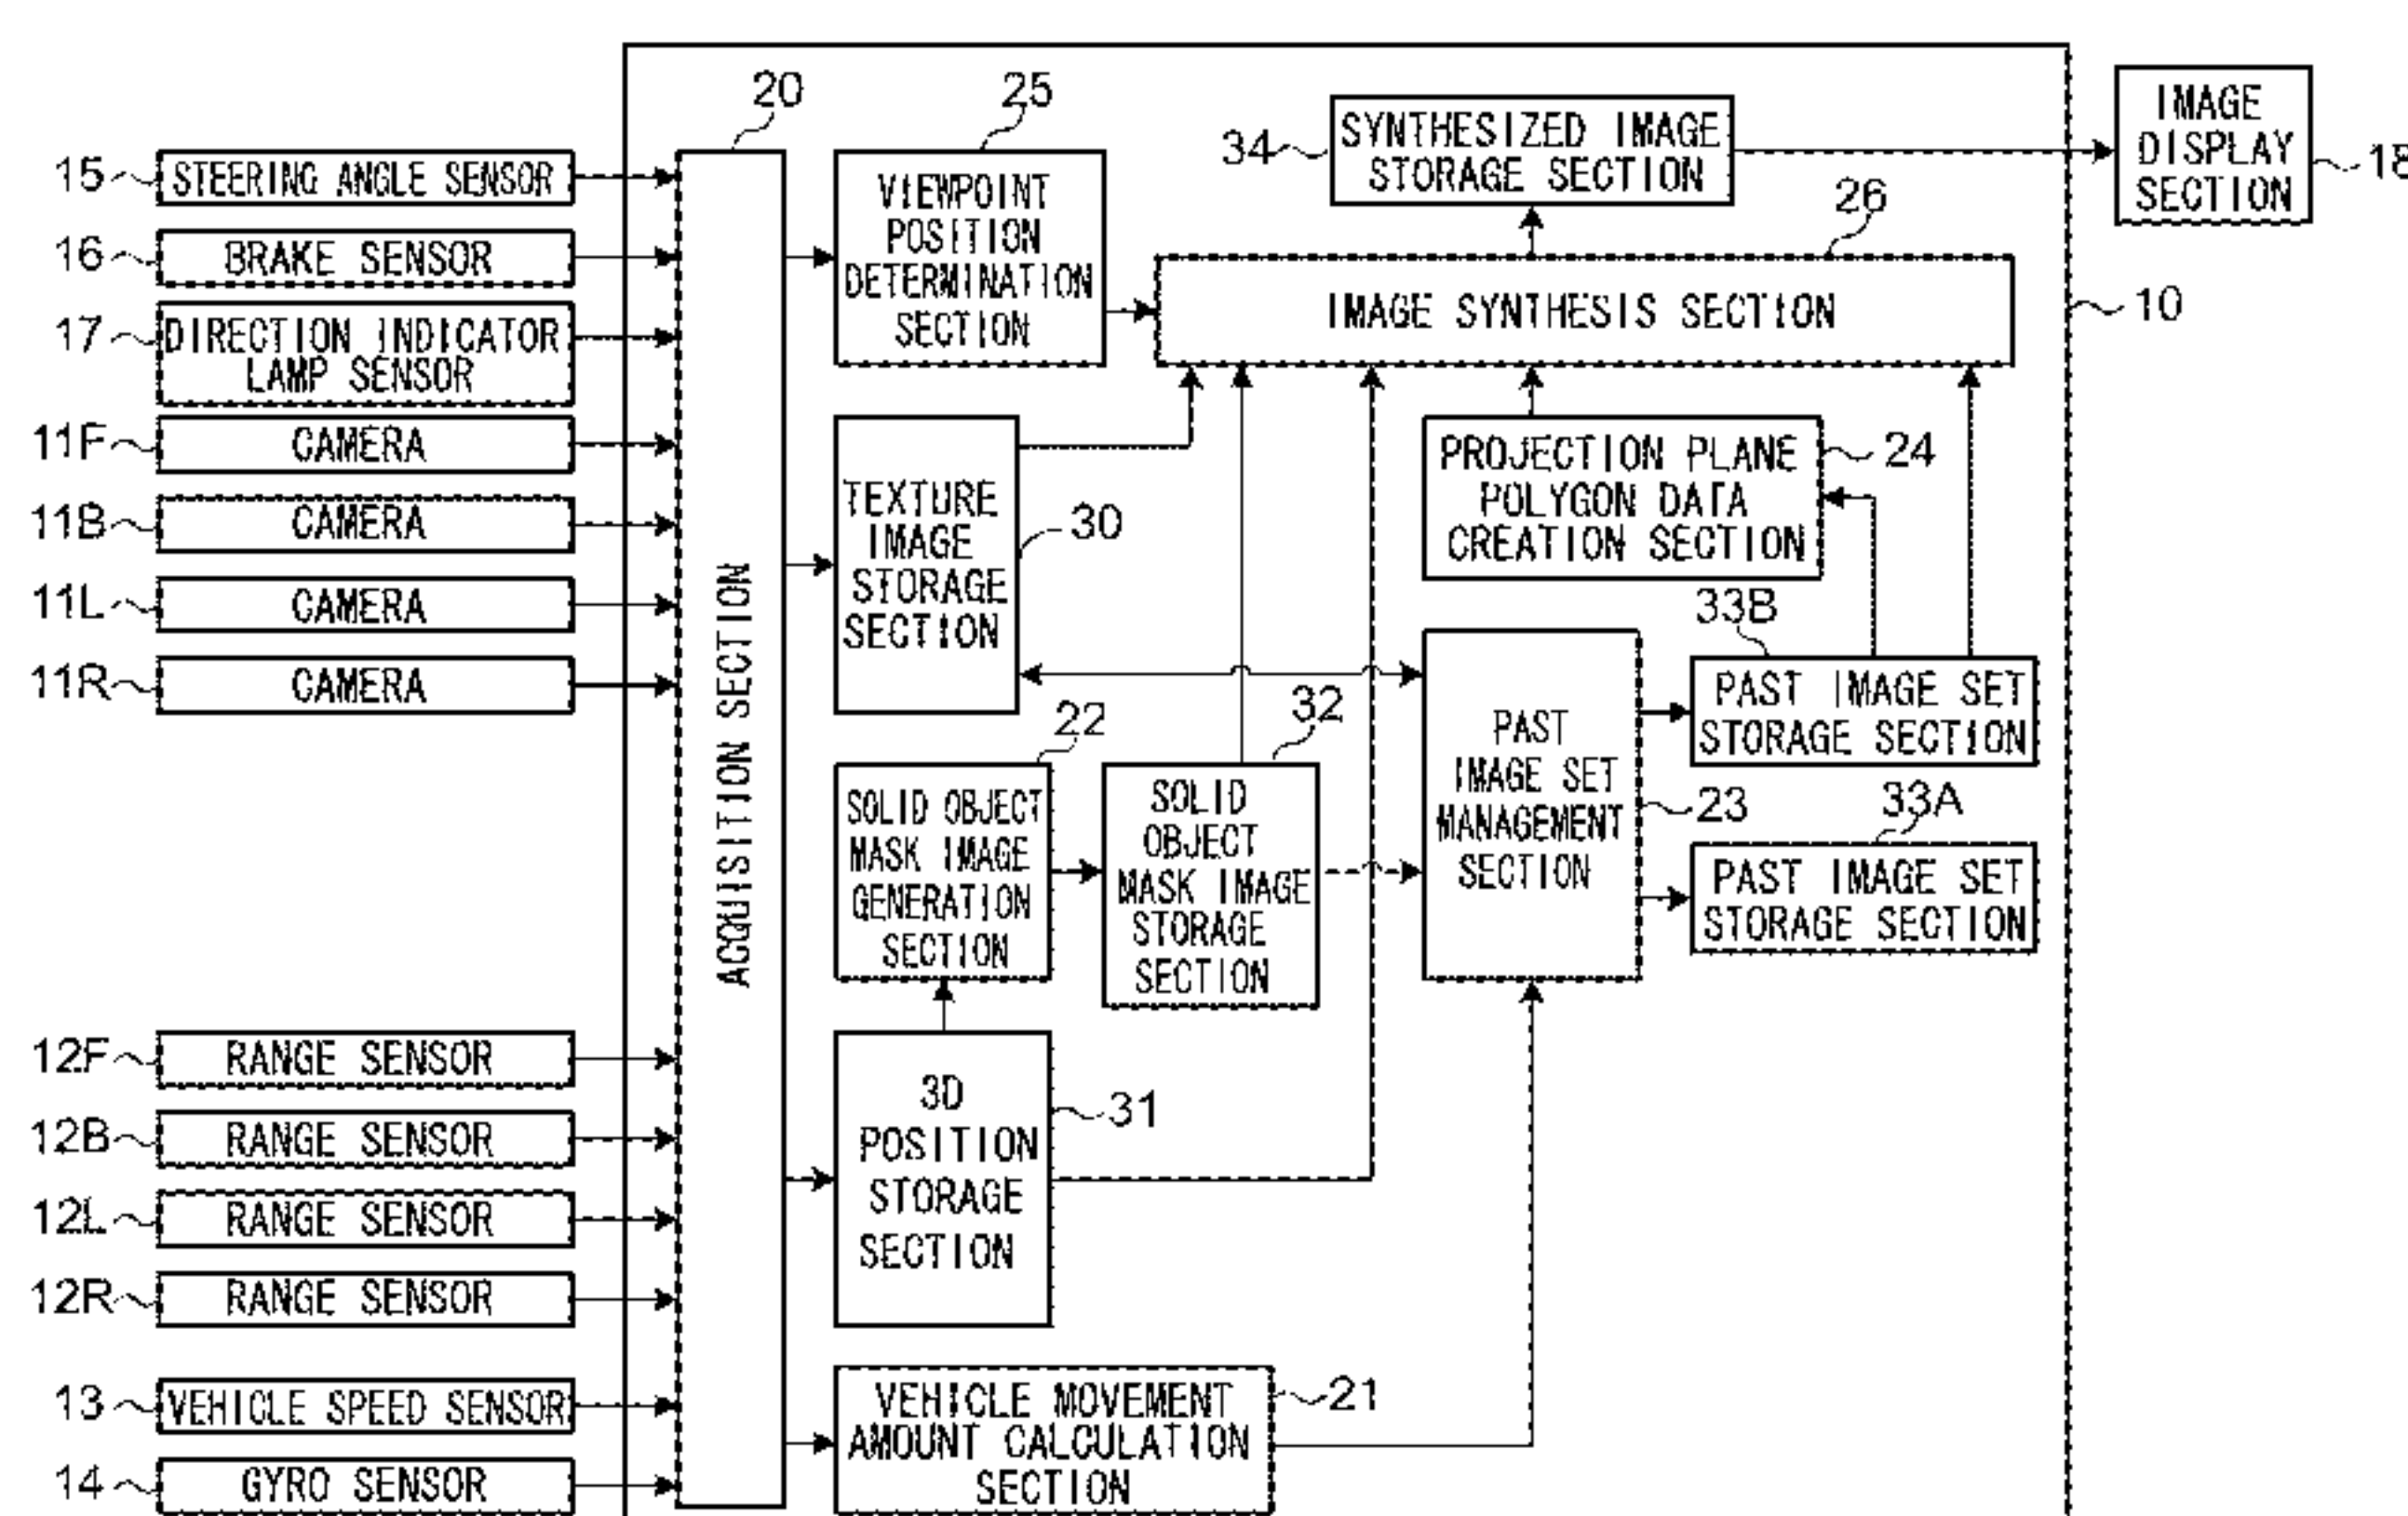 20
25
34
SYNTHESIZED IMAGE
STORAGE SECTION
IMAGE
DISPLAY
SECTION
18
15
STEERING ANGLE SENSOR
16
BRAKE SENSOR
17
DIRECTION INDICATOR
LAMP SENSOR
11F
CAMERA
11B
CAMERA
11L
CAMERA
11R
CAMERA
12F
RANGE SENSOR
12B
RANGE SENSOR
12L
RANGE SENSOR
12R
RANGE SENSOR
13
VEHICLE SPEED SENSOR
14
GYRO SENSOR
ACQUISITION SECTION
VIEWPOINT
POSITION
DETERMINATION
SECTION
26
IMAGE SYNTHESIS SECTION
10
TEXTURE
IMAGE
STORAGE
SECTION
30
PROJECTION PLANE
POLYGON DATA
CREATION SECTION
24
22
SOLID OBJECT
MASK IMAGE
GENERATION
SECTION
32
SOLID
OBJECT
MASK IMAGE
STORAGE
SECTION
PAST
IMAGE SET
MANAGEMENT
SECTION
23
33B
PAST IMAGE SET
STORAGE SECTION
33A
PAST IMAGE SET
STORAGE SECTION
3D
POSITION
STORAGE
SECTION
31
VEHICLE MOVEMENT
AMOUNT CALCULATION
SECTION
21